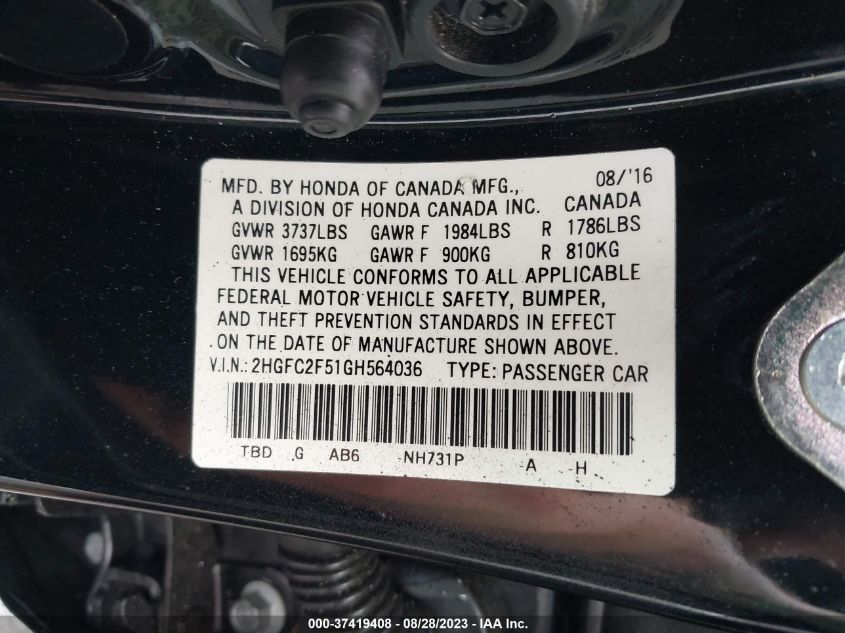 MFD. BY HONDA OF CANADA MFG., 08/'16
A DIVISION OF HONDA CANADA INC. CANADA
GVWR 3737LBS GAWR F 1984LBS R 1786LBS
GVWR 1695KG GAWR F 900KG R 810KG
THIS VEHICLE CONFORMS TO ALL APPLICABLE
FEDERAL MOTOR VEHICLE SAFETY, BUMPER,
AND THEFT PREVENTION STANDARDS IN EFFECT
ON THE DATE OF MANUFACTURE SHOWN ABOVE.
V.I.N.: 2HGFC2F51GH564036 TYPE: PASSENGER CAR
TBD G AB6 NH731P A H
000-37419408 - 08/28/2023 - IAA Inc.